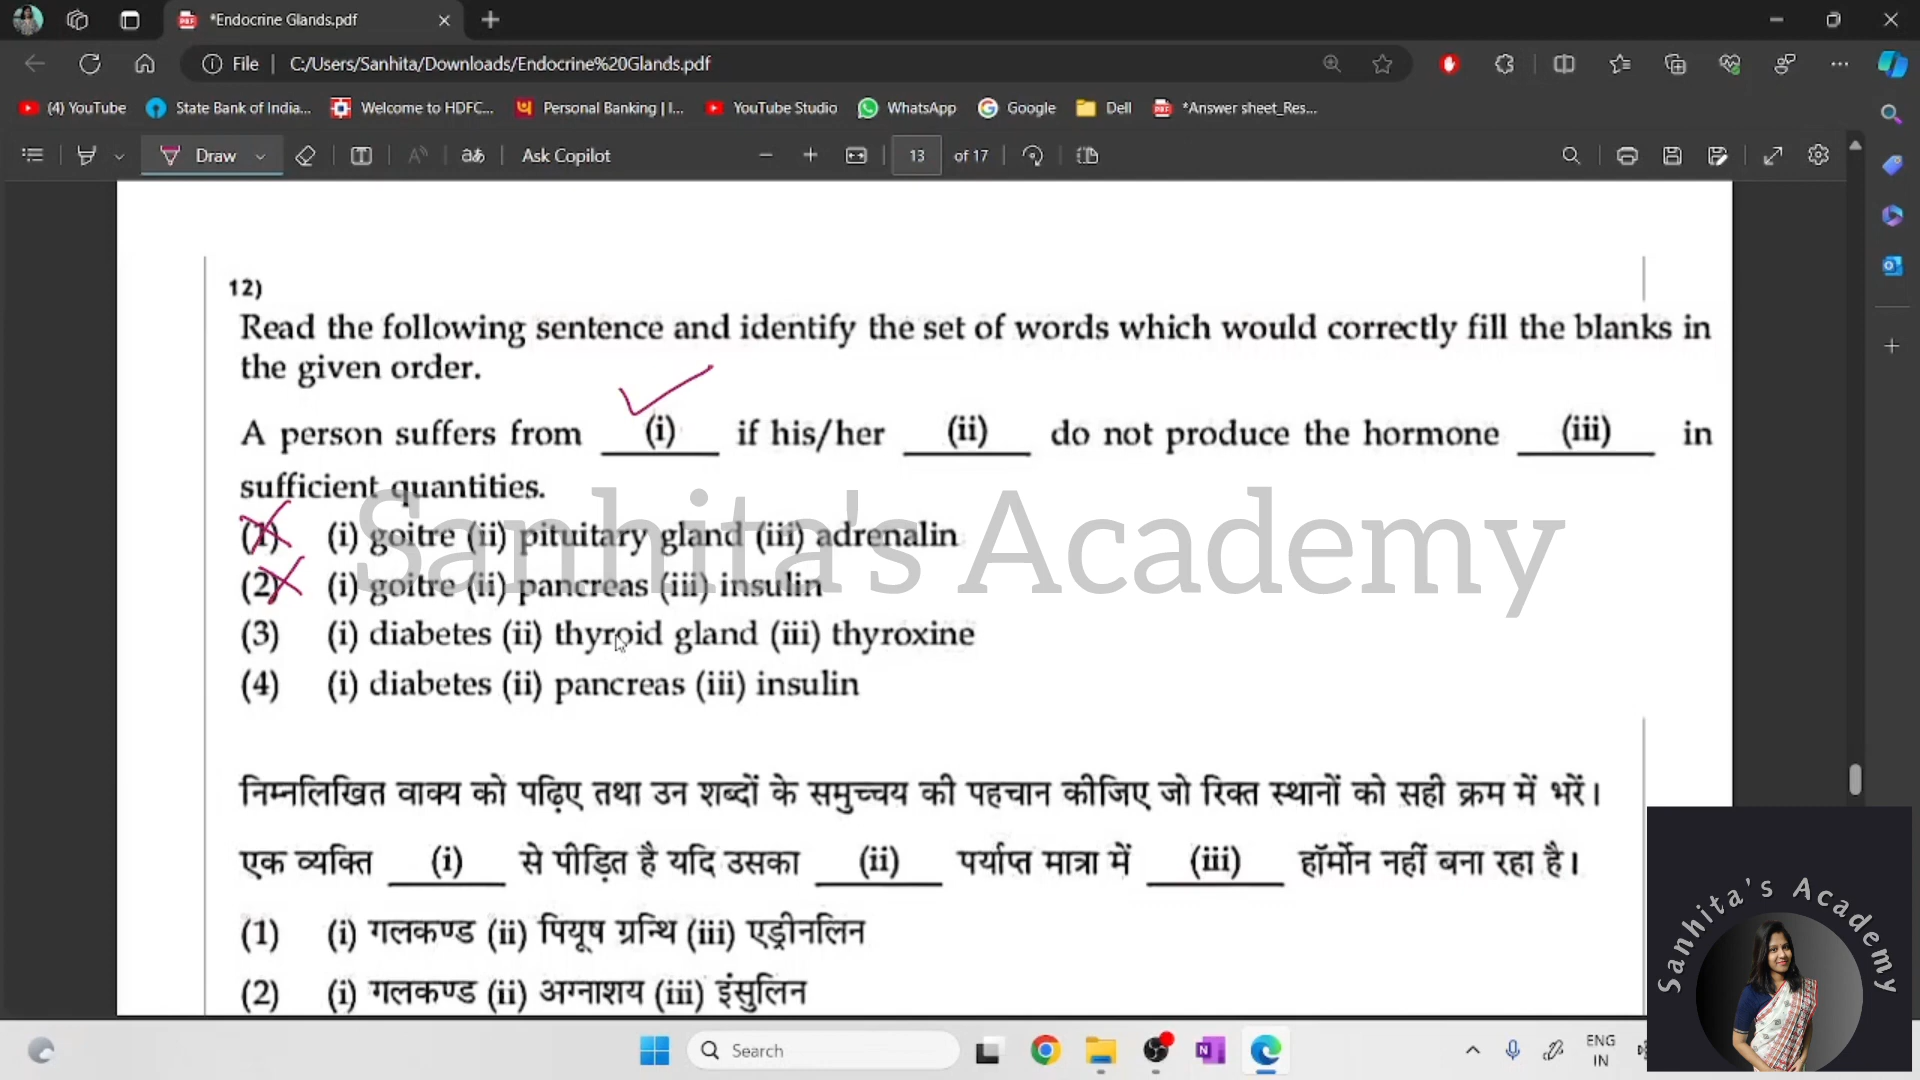 *Endocrine Glands.pdf
File
C:/Users/Sanhita/Downloads/Endocrine%20Glands.pdf
(4) YouTube
State Bank of India...
Welcome to HDFC...
Personal Banking | I...
YouTube Studio
WhatsApp
Google
Dell
*Answer sheet_Res...
Draw
Ask Copilot
13 of 17
12)
Read the following sentence and identify the set of words which would correctly fill the blanks in
the given order.
A person suffers from (i) if his/her (ii) do not produce the hormone (iii) in
sufficient quantities.
(1) (i) goitre (ii) pituitary gland (iii) adrenalin
(2) (i) goitre (ii) pancreas (iii) insulin
(3) (i) diabetes (ii) thyroid gland (iii) thyroxine
(4) (i) diabetes (ii) pancreas (iii) insulin
Sanhita's Academy
निम्नलिखित वाक्य को पढ़िए तथा उन शब्दों के समुच्चय की पहचान कीजिए जो रिक्त स्थानों को सही क्रम में भरें।
एक व्यक्ति (i) से पीड़ित है यदि उसका (ii) पर्याप्त मात्रा में (iii) हॉर्मोन नहीं बना रहा है।
(1) (i) गलकण्ड (ii) पियूष ग्रन्थि (iii) एड्रीनलिन
(2) (i) गलकण्ड (ii) अग्नाशय (iii) इंसुलिन
Sanhita's Academy
Search
ENG
IN